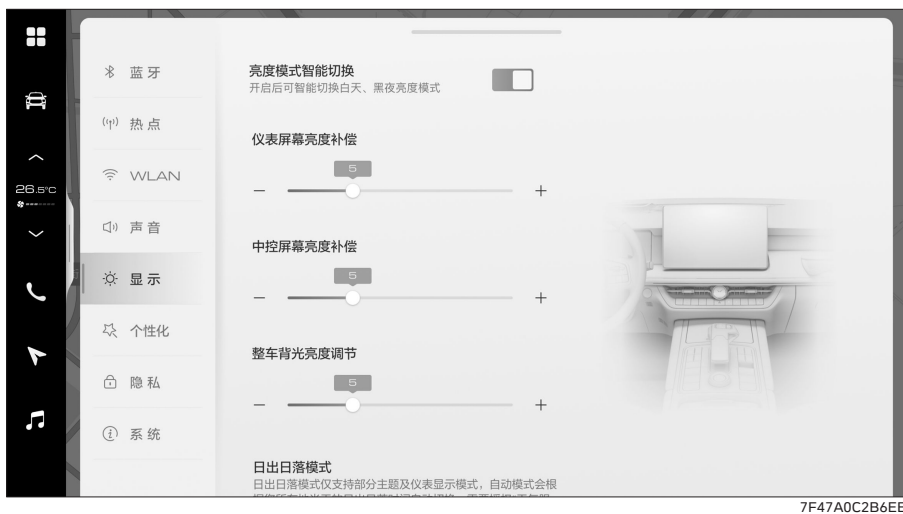 蓝牙
热点
WLAN
声音
显示
个性化
隐私
系统
26.5°C
亮度模式智能切换
开启后可智能切换白天、黑夜亮度模式
仪表屏幕亮度补偿
5
− +
中控屏幕亮度补偿
5
− +
整车背光亮度调节
5
− +
日出日落模式
日出日落模式仅支持部分主题及仪表显示模式，自动模式会根
7F47A0C2B6EE